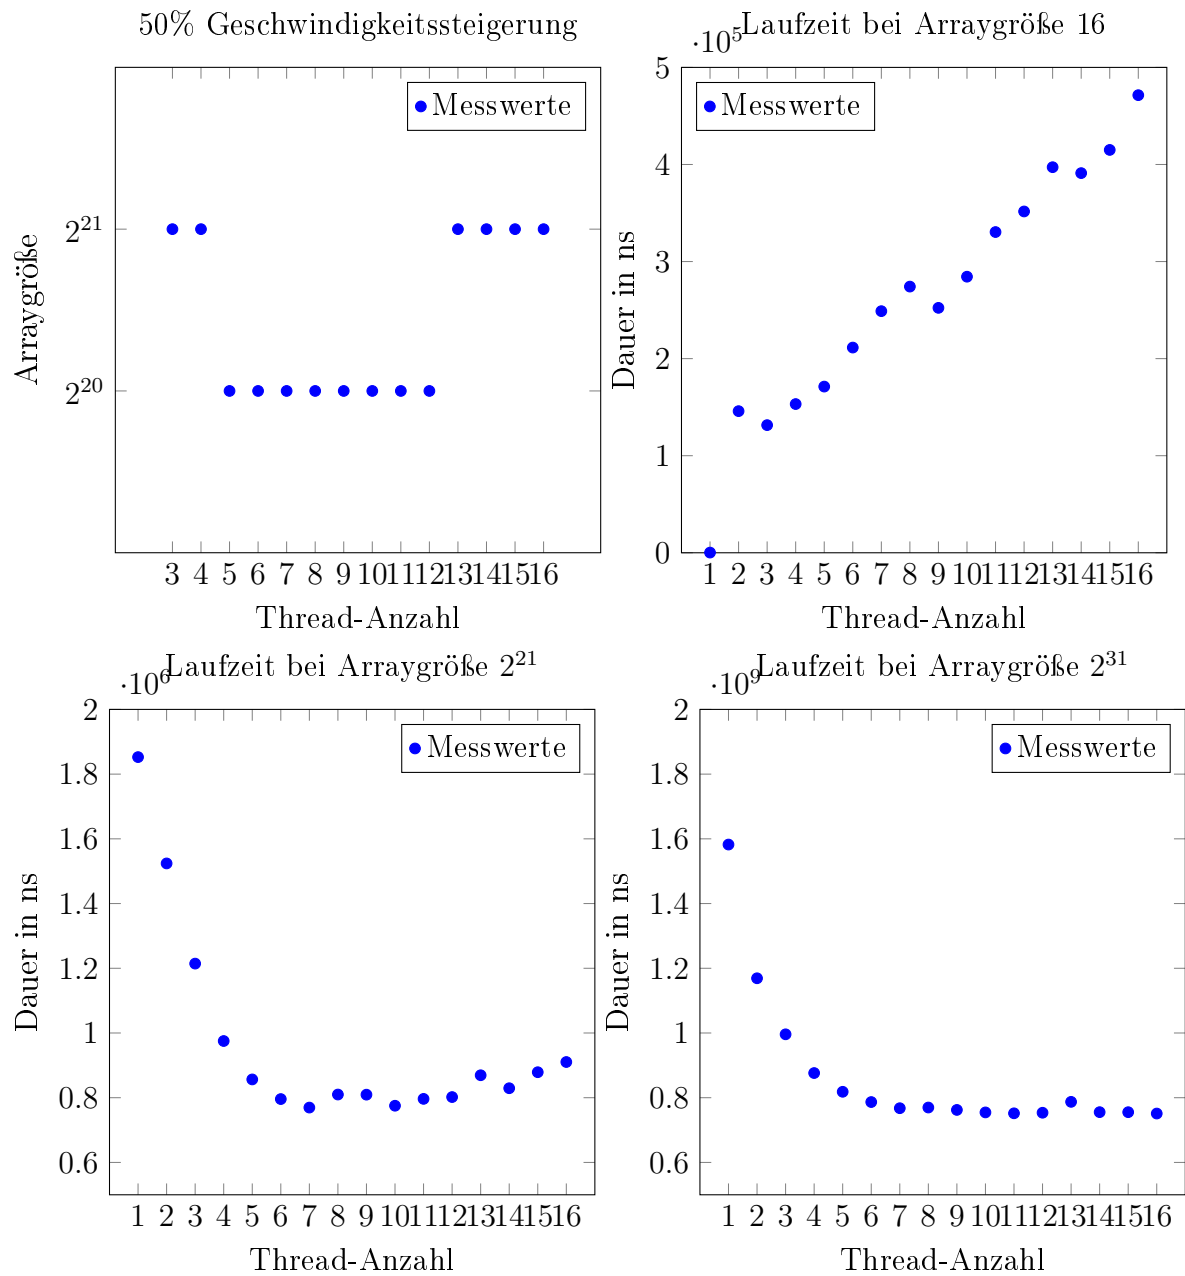 50% Geschwindigkeitssteigerung
Messwerte
2^21
2^20
Arraygröße
3 4 5 6 7 8 9 10 11 12 13 14 15 16
Thread-Anzahl
Laufzeit bei Arraygröße 16
·10^5
Messwerte
5
4
3
2
1
0
Dauer in ns
1 2 3 4 5 6 7 8 9 10 11 12 13 14 15 16
Thread-Anzahl
Laufzeit bei Arraygröße 2^21
·10^6
Messwerte
2
1.8
1.6
1.4
1.2
1
0.8
0.6
Dauer in ns
1 2 3 4 5 6 7 8 9 10 11 12 13 14 15 16
Thread-Anzahl
Laufzeit bei Arraygröße 2^31
·10^9
Messwerte
2
1.8
1.6
1.4
1.2
1
0.8
0.6
Dauer in ns
1 2 3 4 5 6 7 8 9 10 11 12 13 14 15 16
Thread-Anzahl